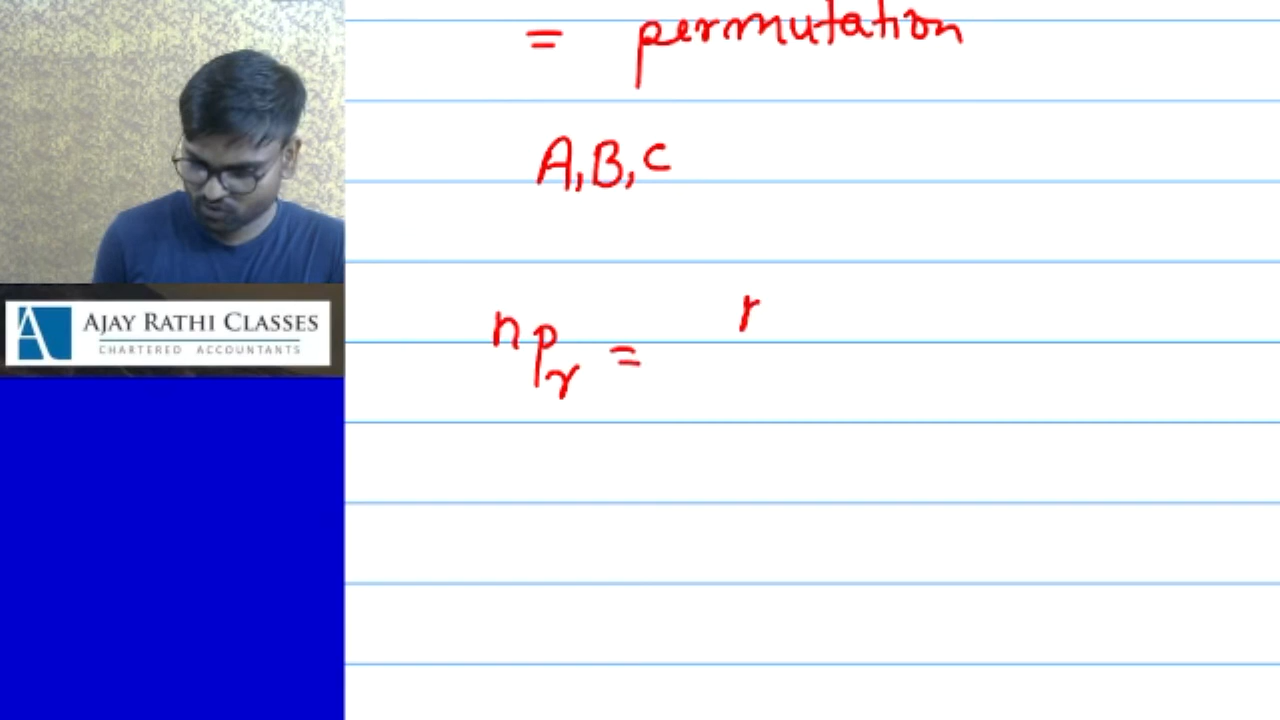 = permutation
A, B, C
AJAY RATHI CLASSES
CHARTERED ACCOUNTANTS
nPr =